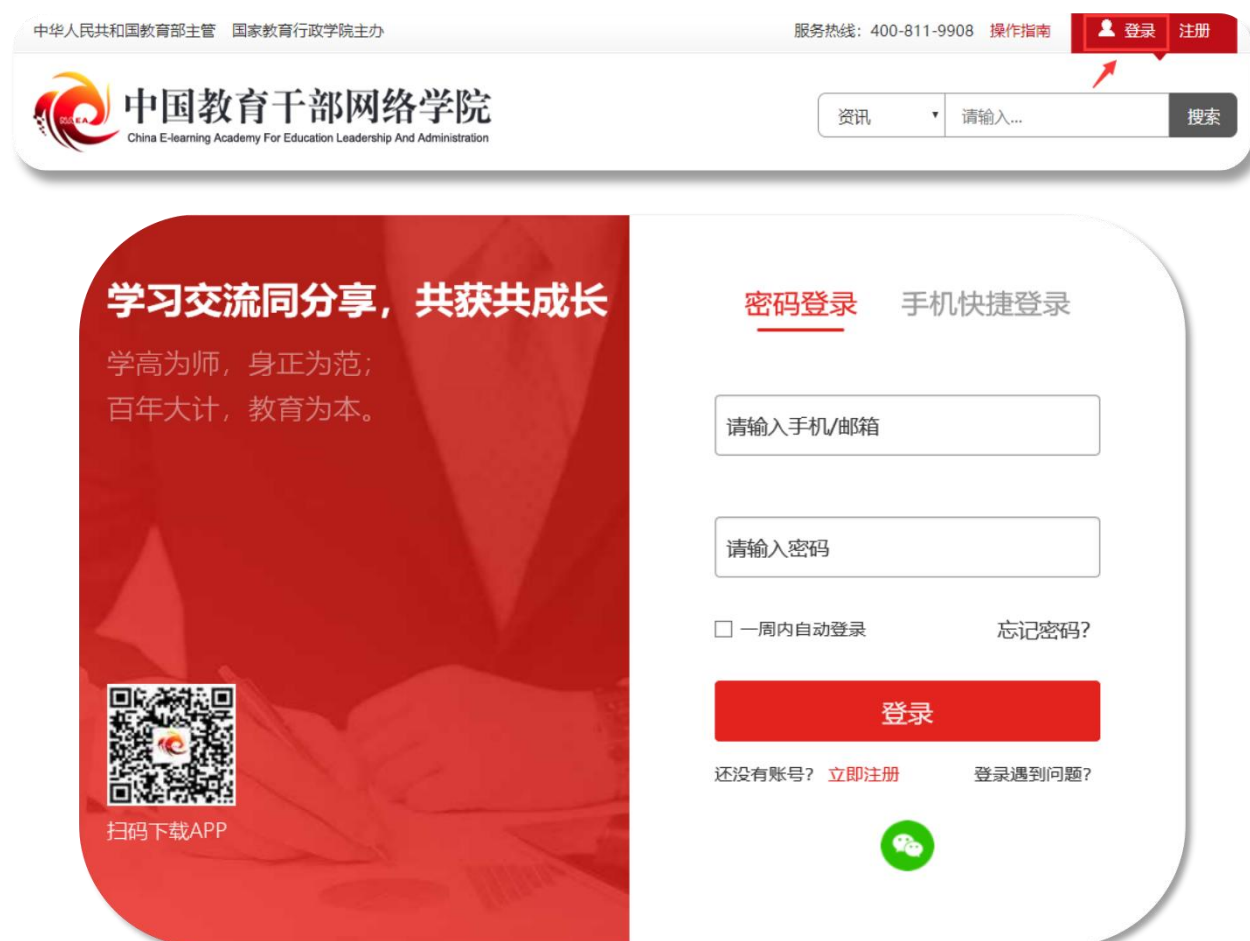 中华人民共和国教育部主管 国家教育行政学院主办
服务热线：400-811-9908 操作指南 登录 注册
中国教育干部网络学院
China E-learning Academy For Education Leadership And Administration
资讯 请输入... 搜索
学习交流同分享，共获共成长
学高为师，身正为范；
百年大计，教育为本。
扫码下载APP
密码登录 手机快捷登录
请输入手机/邮箱
请输入密码
一周内自动登录 忘记密码?
登录
还没有账号? 立即注册 登录遇到问题?